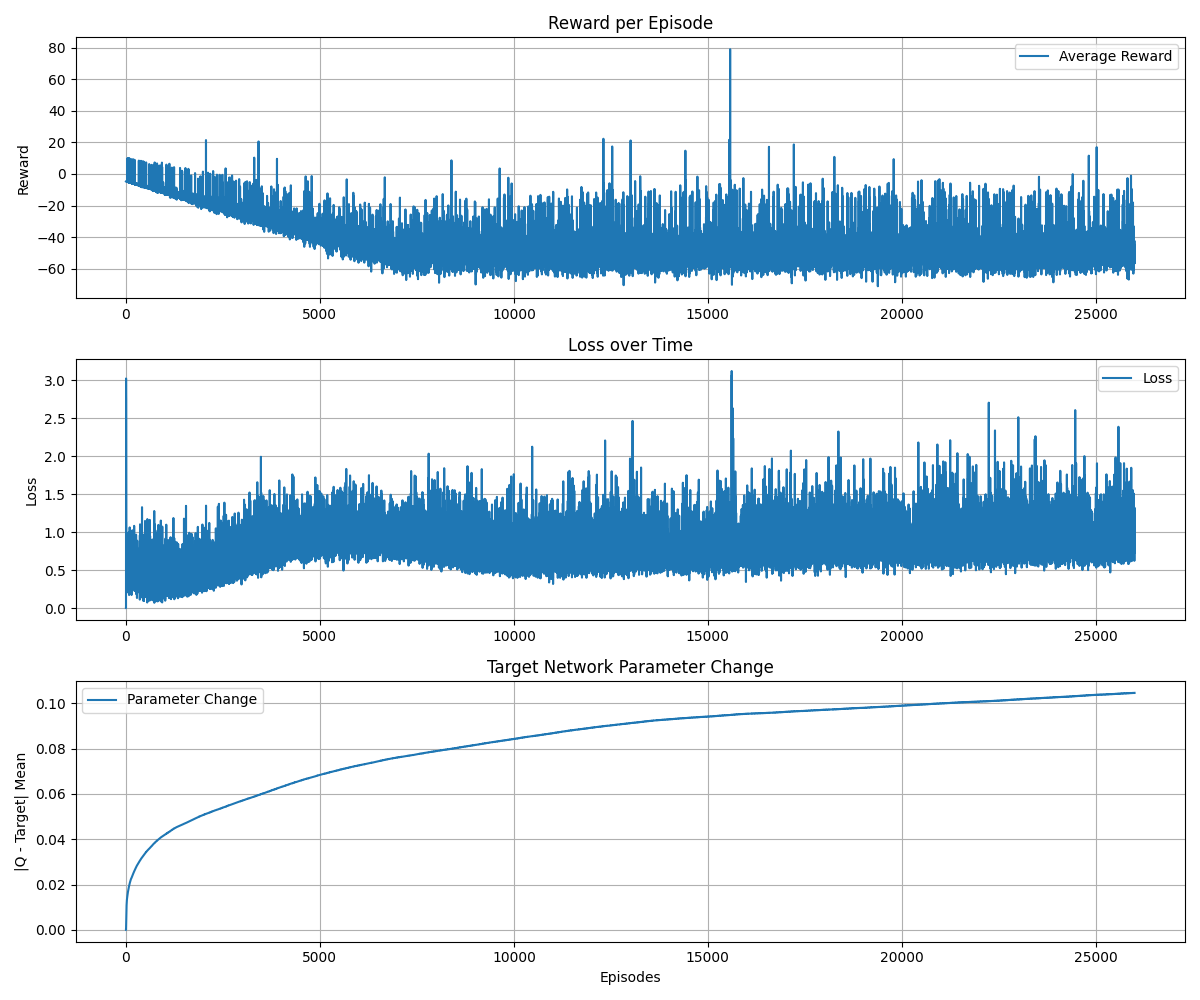 Reward per Episode
Reward
80
60
40
20
0
−20
−40
−60
Average Reward
0 5000 10000 15000 20000 25000
Loss over Time
Loss
3.0
2.5
2.0
1.5
1.0
0.5
0.0
Loss
0 5000 10000 15000 20000 25000
Target Network Parameter Change
|Q - Target| Mean
0.10
0.08
0.06
0.04
0.02
0.00
Parameter Change
0 5000 10000 15000 20000 25000
Episodes